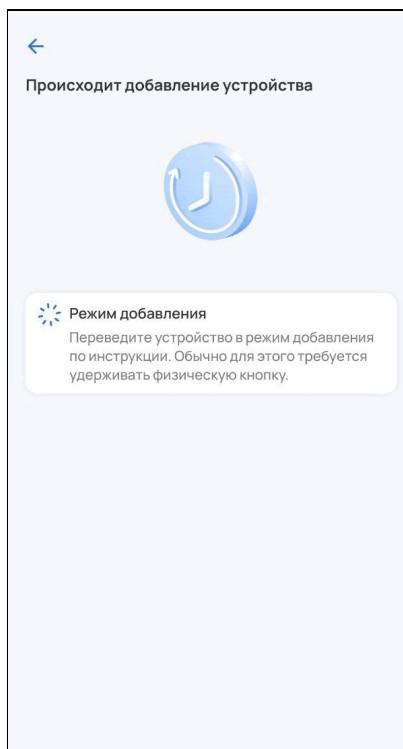 Происходит добавление устройства
Режим добавления
Переведите устройство в режим добавления
по инструкции. Обычно для этого требуется
удерживать физическую кнопку.